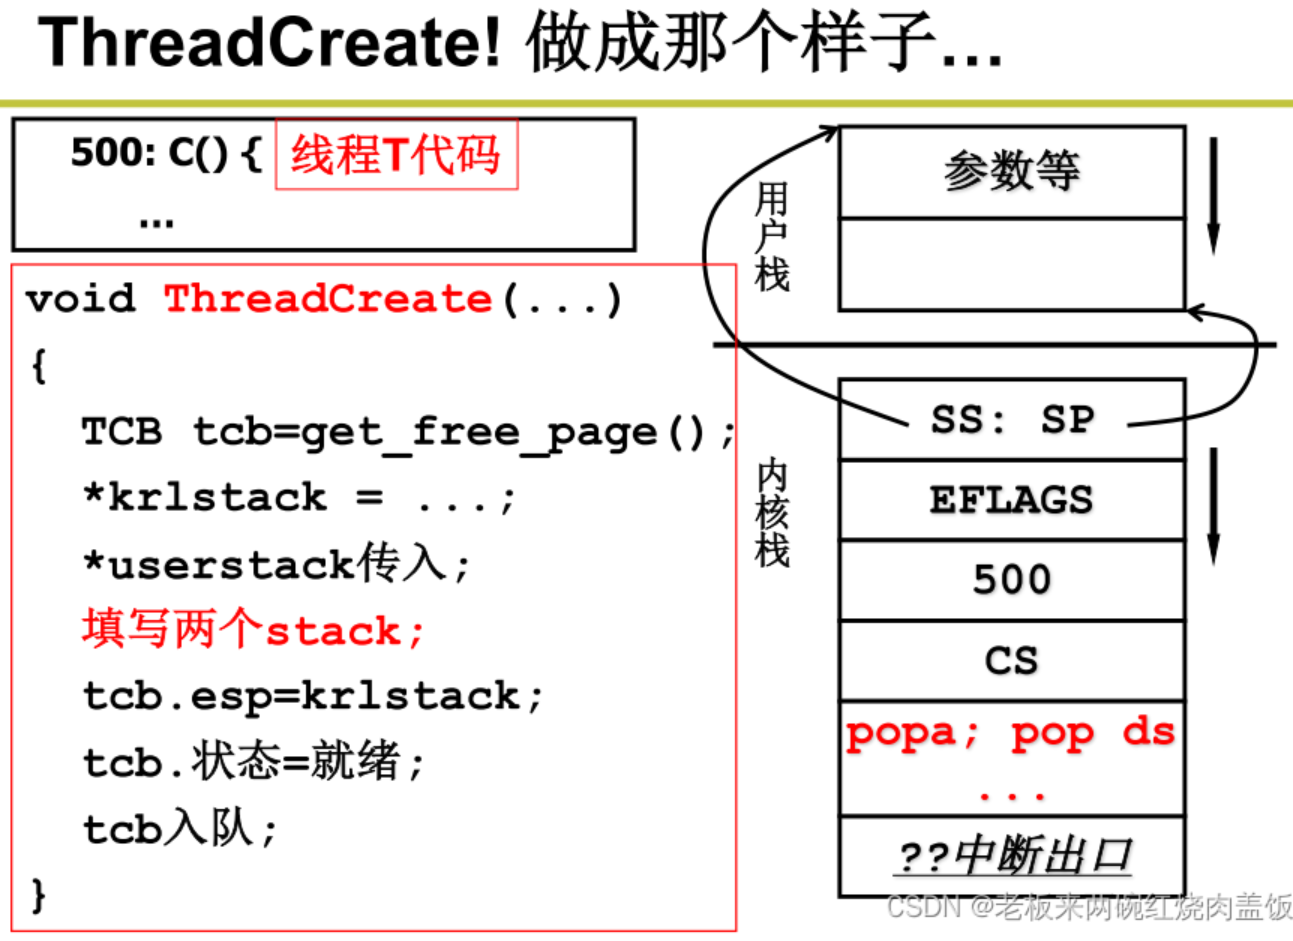 ThreadCreate! 做成那个样子...
500: C() { 线程T代码
...
void ThreadCreate(...)
{
TCB tcb=get_free_page();
*krlstack = ...;
*userstack传入;
填写两个stack;
tcb.esp=krlstack;
tcb.状态=就绪;
tcb入队;
}
用户栈
参数等
内核栈
SS: SP
EFLAGS
500
CS
popa; pop ds
...
??中断出口
CSDN @老板来两碗红烧肉盖饭